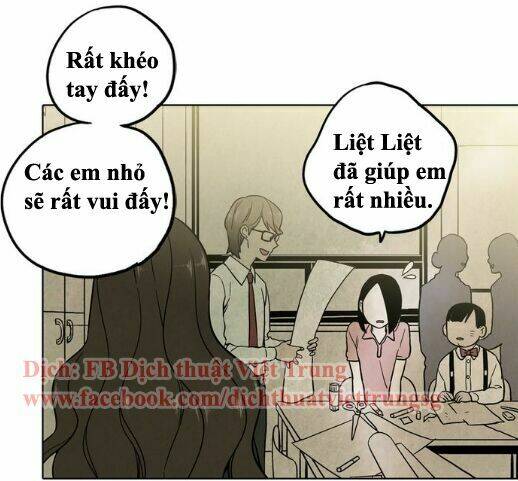 Rất khéo
tay đấy!
Các em nhỏ
sẽ rất vui đấy!
Liệt Liệt
đã giúp em
rất nhiều.
Dịch: FB Dịch thuật Việt Trung
www.facebook.com/dichthuatviettrungsg